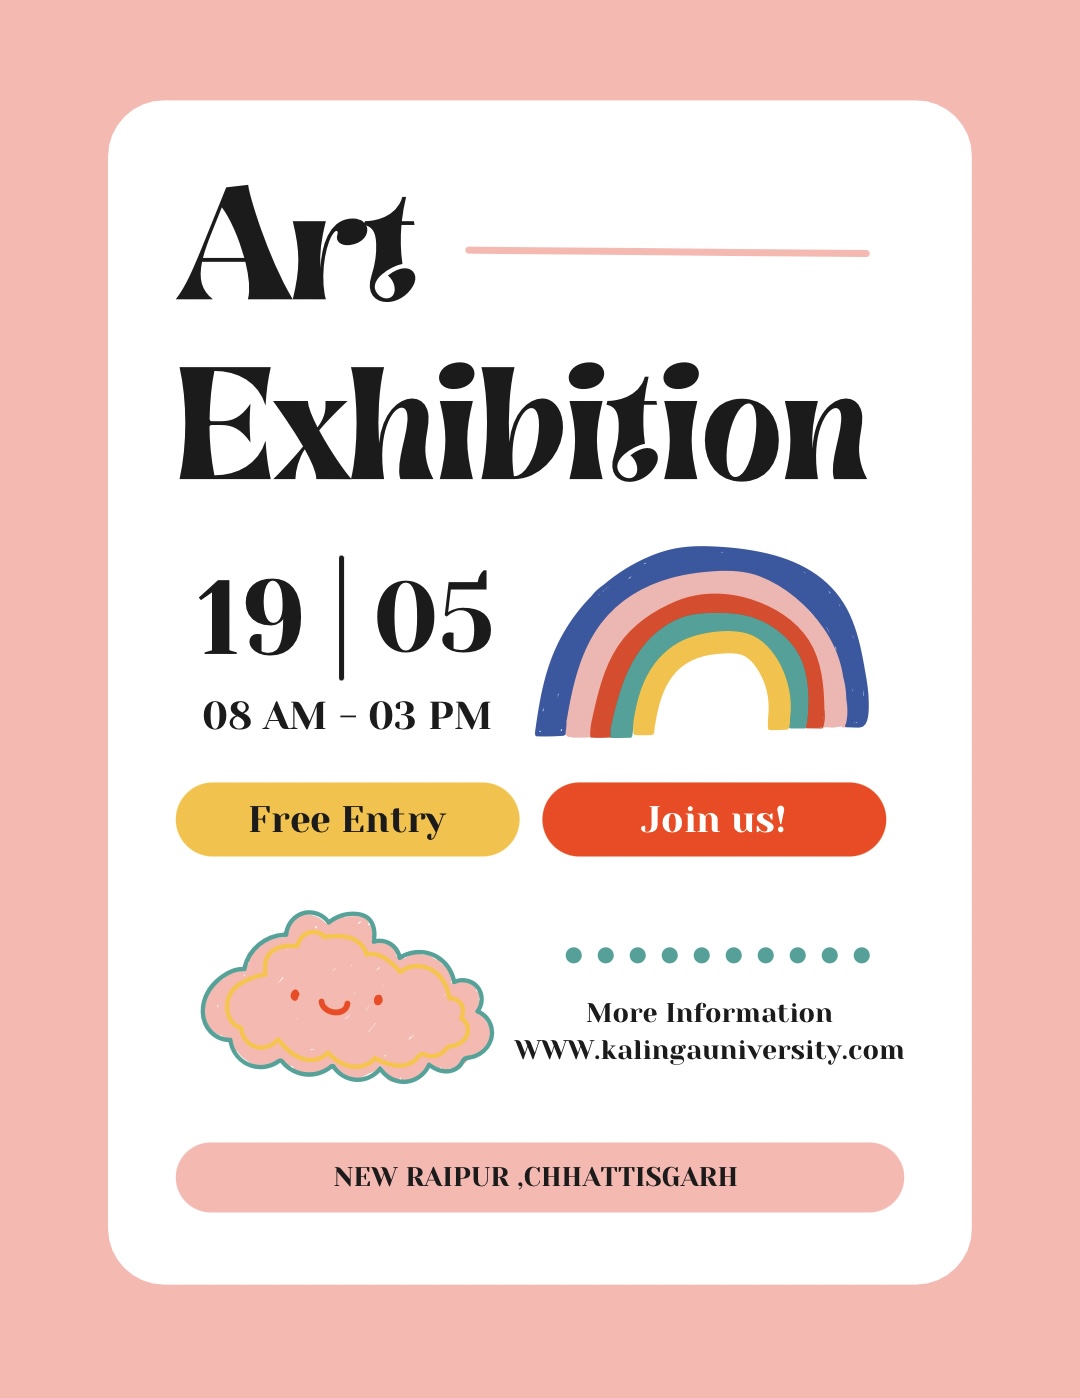 Art
Exhibition
19 | 05
08 AM - 03 PM
Free Entry
Join us!
More Information
WWW.kalingauniversity.com
NEW RAIPUR ,CHHATTISGARH